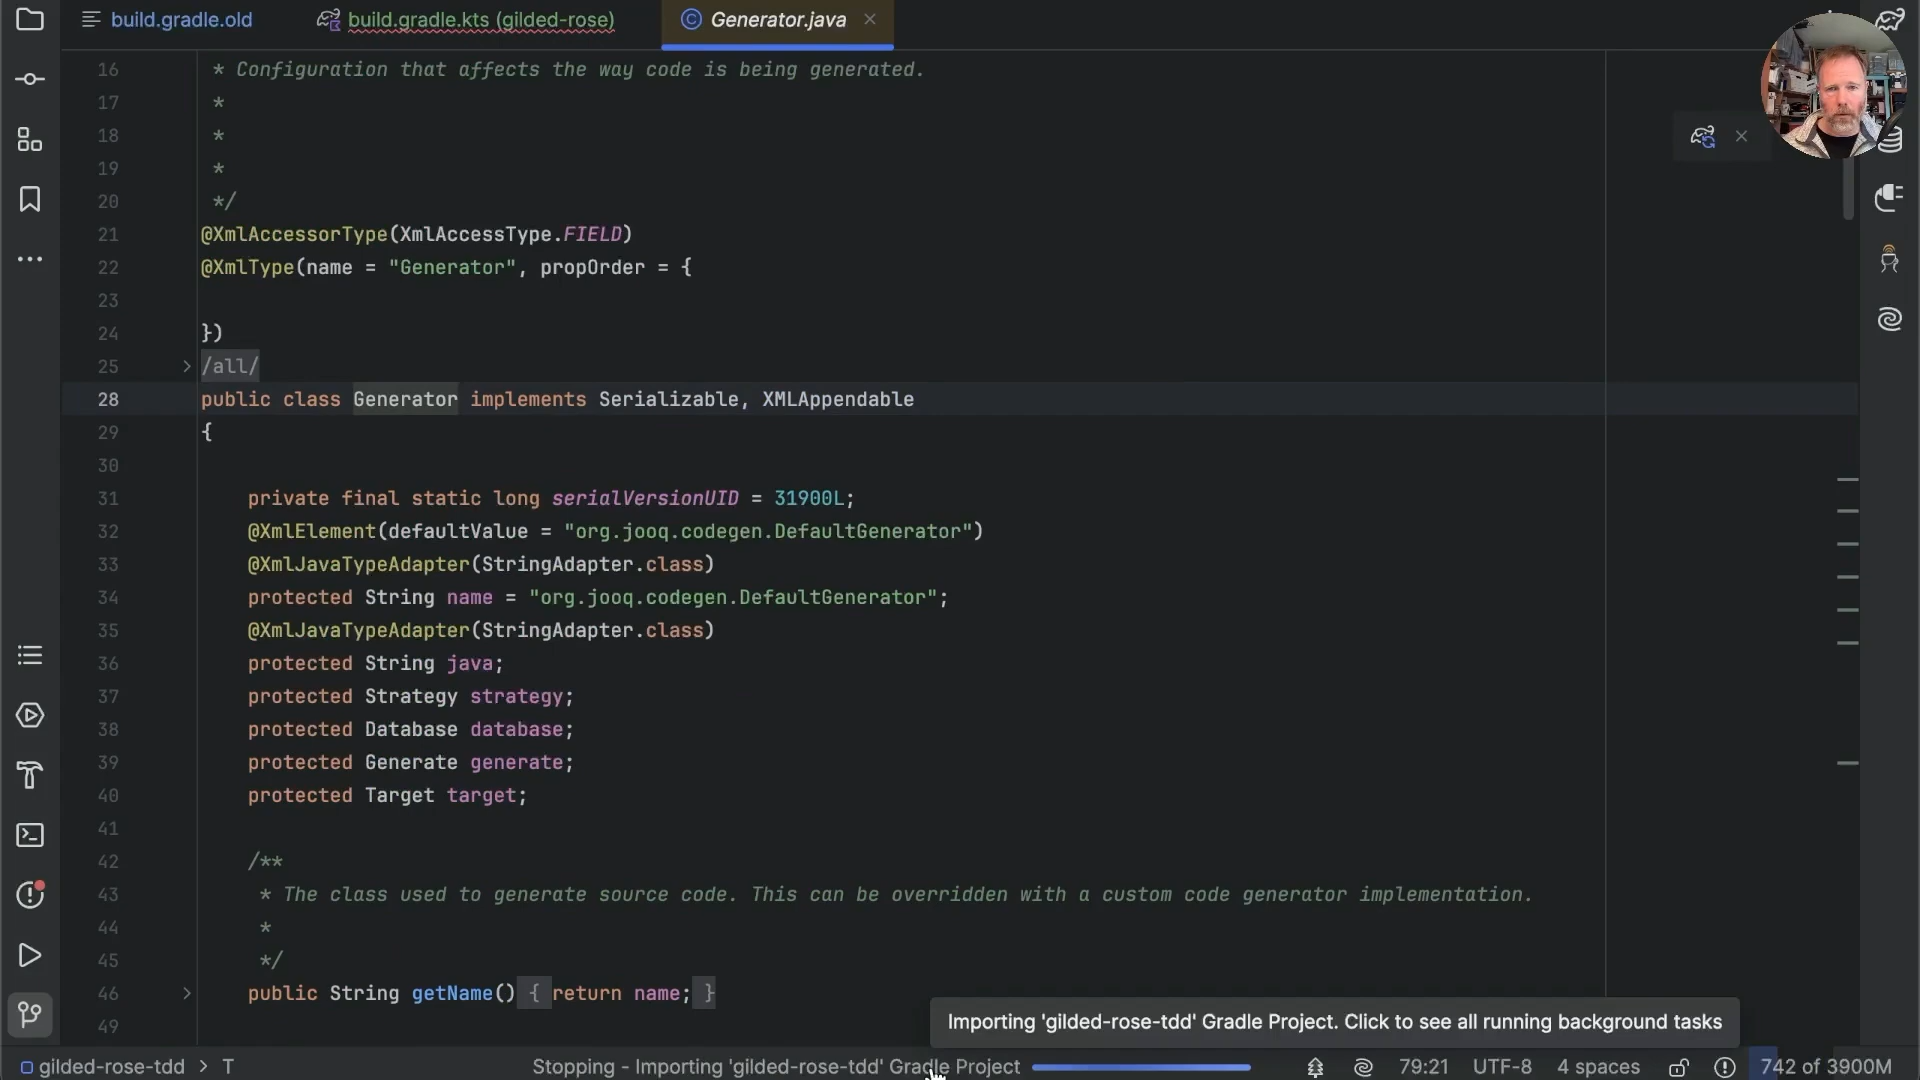 build.gradle.old
build.gradle.kts (gilded-rose)
Generator.java
16 * Configuration that affects the way code is being generated.
17 *
18 *
19 *
20 */
21 @XmlAccessorType(XmlAccessType.FIELD)
22 @XmlType(name = "Generator", propOrder = {
23
24 })
25 /all/
28 public class Generator implements Serializable, XMLAppendable
29 {
30
31 private final static long serialVersionUID = 31900L;
32 @XmlElement(defaultValue = "org.jooq.codegen.DefaultGenerator")
33 @XmlJavaTypeAdapter(StringAdapter.class)
34 protected String name = "org.jooq.codegen.DefaultGenerator";
35 @XmlJavaTypeAdapter(StringAdapter.class)
36 protected String java;
37 protected Strategy strategy;
38 protected Database database;
39 protected Generate generate;
40 protected Target target;
41
42 /**
43 * The class used to generate source code. This can be overridden with a custom code generator implementation.
44 *
45 */
46 public String getName() { return name; }
49
Importing 'gilded-rose-tdd' Gradle Project. Click to see all running background tasks
gilded-rose-tdd > T
Stopping - Importing 'gilded-rose-tdd' Gradle Project
79:21
UTF-8
4 spaces
742 of 3900M